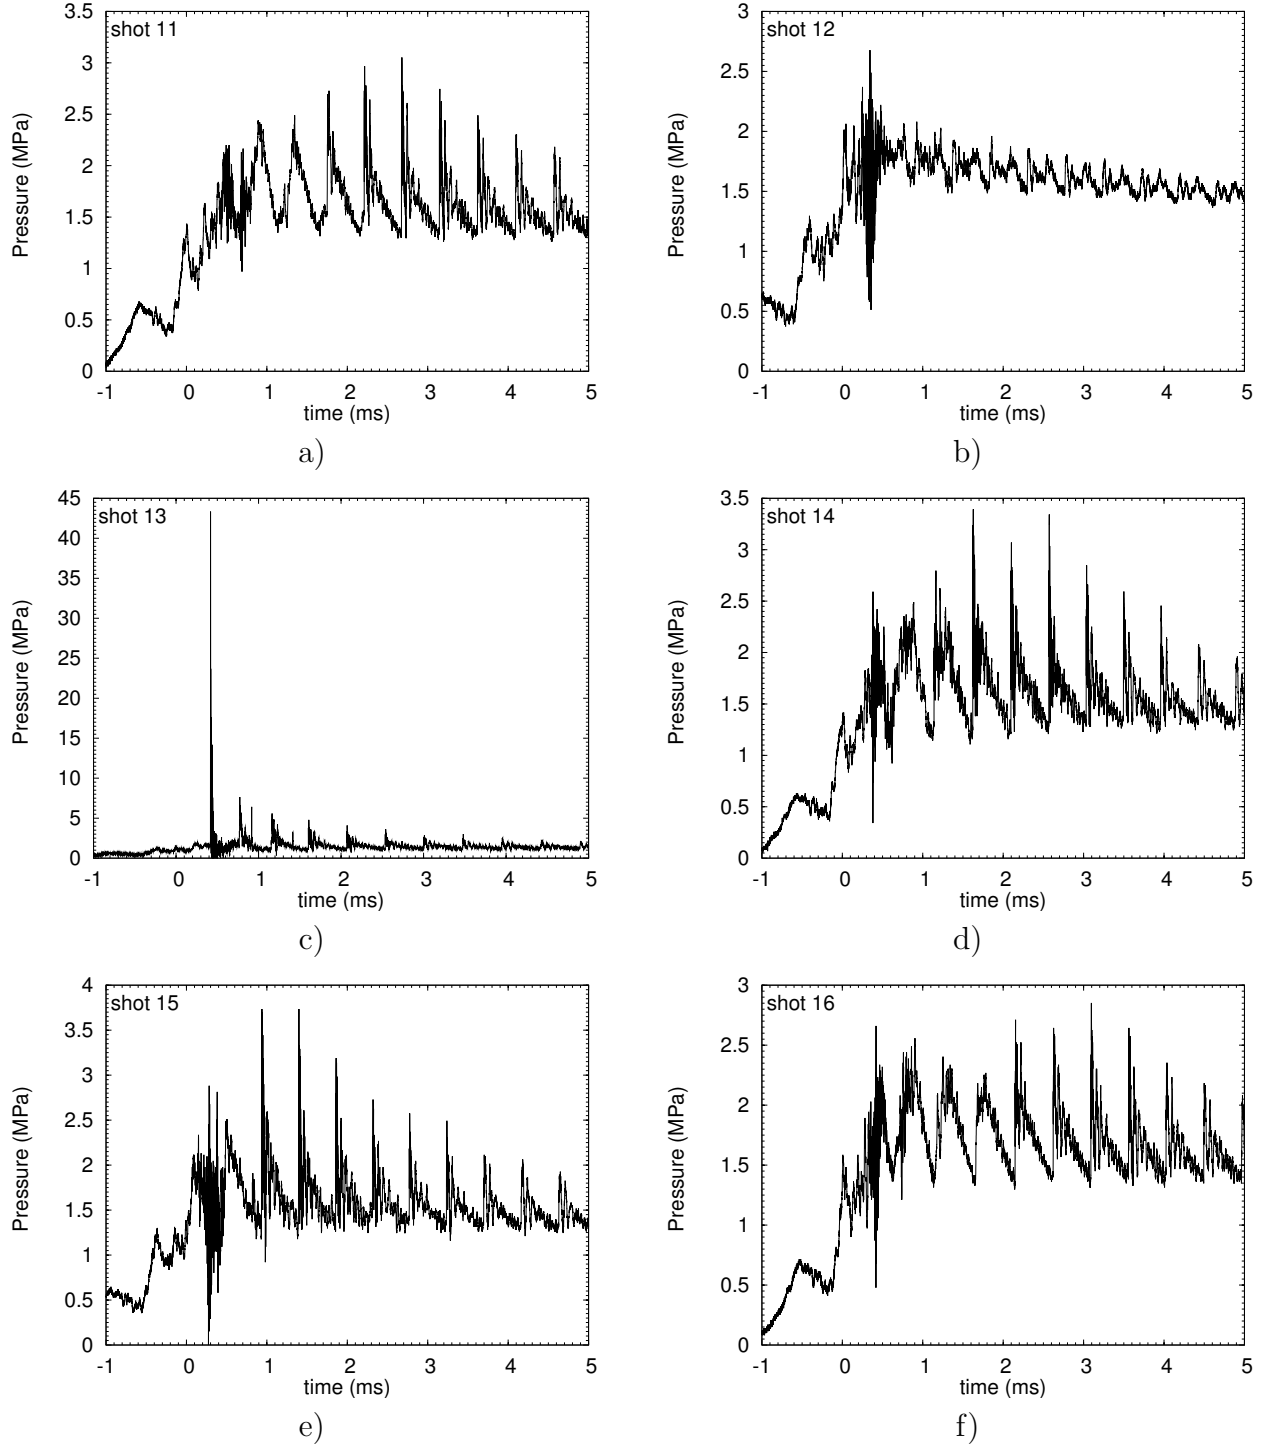 shot 11
3.5
3
2.5
2
1.5
1
0.5
0
Pressure (MPa)
-1 0 1 2 3 4 5
time (ms)
a)
shot 12
3
2.5
2
1.5
1
0.5
0
Pressure (MPa)
-1 0 1 2 3 4 5
time (ms)
b)
shot 13
45
40
35
30
25
20
15
10
5
0
Pressure (MPa)
-1 0 1 2 3 4 5
time (ms)
c)
shot 14
3.5
3
2.5
2
1.5
1
0.5
0
Pressure (MPa)
-1 0 1 2 3 4 5
time (ms)
d)
shot 15
4
3.5
3
2.5
2
1.5
1
0.5
0
Pressure (MPa)
-1 0 1 2 3 4 5
time (ms)
e)
shot 16
3
2.5
2
1.5
1
0.5
0
Pressure (MPa)
-1 0 1 2 3 4 5
time (ms)
f)